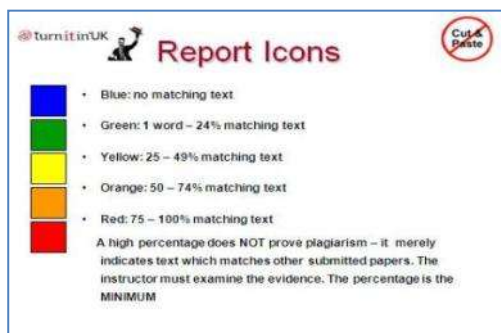 turnitin'UK
Report Icons
Cut &
Paste
• Blue: no matching text
• Green: 1 word – 24% matching text
• Yellow: 25 – 49% matching text
• Orange: 50 – 74% matching text
• Red: 75 – 100% matching text
A high percentage does NOT prove plagiarism – it merely
indicates text which matches other submitted papers. The
instructor must examine the evidence. The percentage is the
MINIMUM